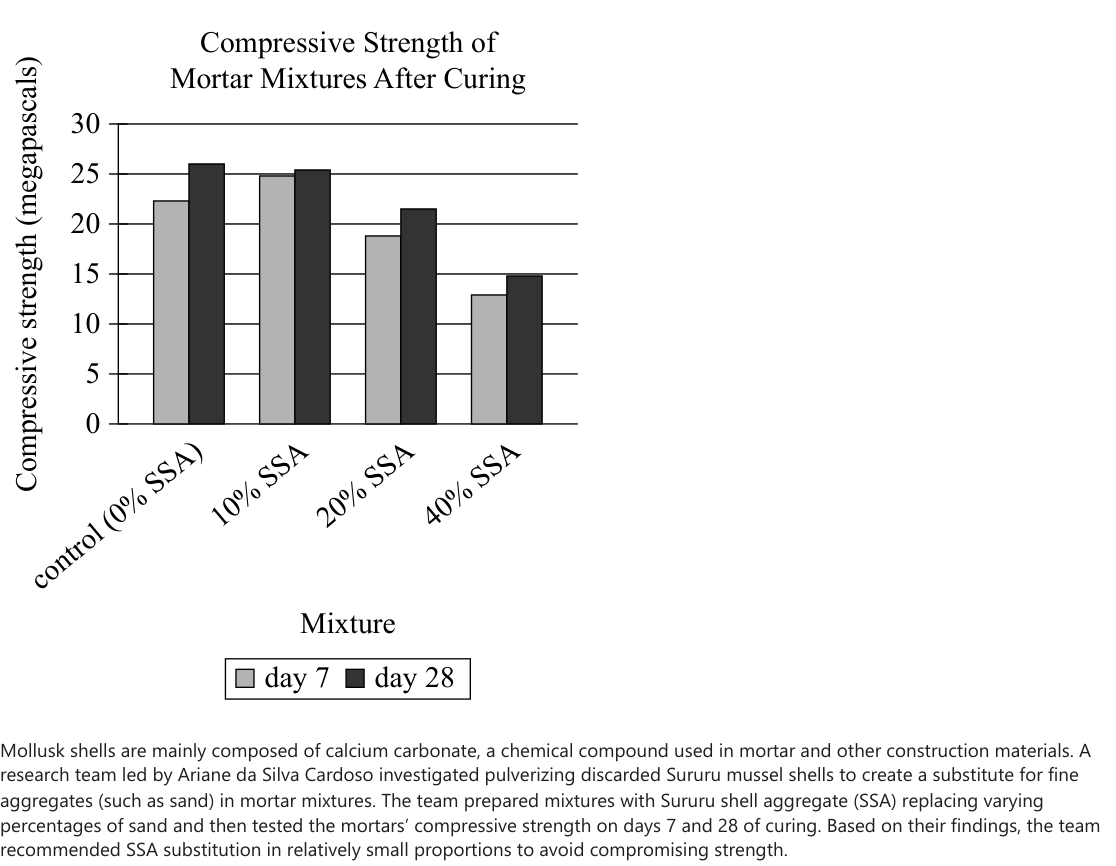 Compressive Strength of
Mortar Mixtures After Curing
Compressive strength (megapascals)
30
25
20
15
10
5
0
control (0% SSA)
10% SSA
20% SSA
40% SSA
Mixture
day 7 day 28
Mollusk shells are mainly composed of calcium carbonate, a chemical compound used in mortar and other construction materials. A
research team led by Ariane da Silva Cardoso investigated pulverizing discarded Sururu mussel shells to create a substitute for fine
aggregates (such as sand) in mortar mixtures. The team prepared mixtures with Sururu shell aggregate (SSA) replacing varying
percentages of sand and then tested the mortars’ compressive strength on days 7 and 28 of curing. Based on their findings, the team
recommended SSA substitution in relatively small proportions to avoid compromising strength.